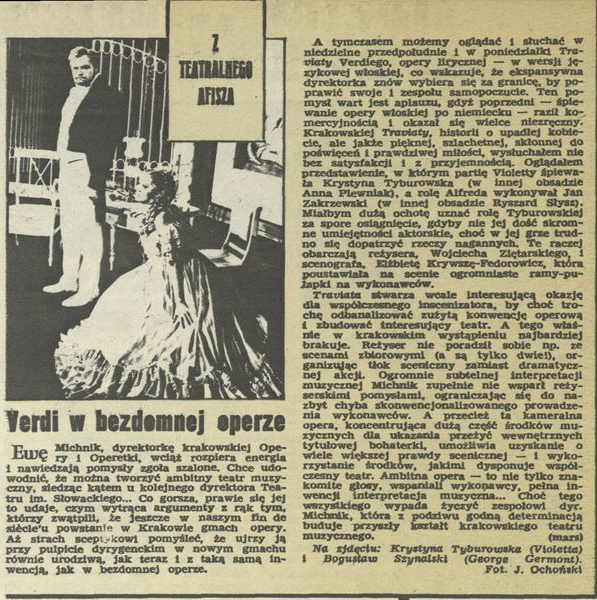 Z
TEATRALNEGO
AFISZA
Verdi w bezdomnej operze
Ewę Michnik, dyrektorkę krakowskiej Ope-
ry i Operetki, wciąż rozpiera energia
i nawiedzają pomysły zgoła szalone. Chce udo-
wodnić, że można tworzyć ambitny teatr muzy-
czny, siedząc kątem u kolejnego dyrektora Tea-
tru im. Słowackiego... Co gorsza, prawie się jej
to udaje, czym wytrąca argumenty z rąk tym,
którzy zwątpili, że jeszcze w naszym fin de
siècle'u powstanie w Krakowie gmach opery.
Aż strach sceptykowi pomyśleć, że ujrzy ją
przy pulpicie dyrygenckim w nowym gmachu
równie urodziwą, jak teraz i z taką samą in-
wencją, jak w bezdomnej operze.
A tymczasem możemy oglądać i słuchać w
niedzielne przedpołudnie i w poniedziałki Tra-
viaty Verdiego, opery lirycznej — w wersji ję-
zykowej włoskiej, co wskazuje, że ekspansywna
dyrektorka znów wybiera się za granicę, by po-
prawić swoje i zespołu samopoczucie. Ten po-
mysł wart jest aplauzu, gdyż poprzedni — śpie-
wanie opery włoskiej po niemiecku — raził ko-
mercyjnością i okazał się wielce niezręczny.
Krakowskiej Traviaty, historii o upadłej kobie-
cie, ale jakże pięknej, szlachetnej, skłonnej do
poświęceń i prawdziwej miłości, wysłuchałem nie
bez satysfakcji i z przyjemnością. Oglądałem
przedstawienie, w którym partię Violetty śpiewa-
ła Krystyna Tyburowska (w innej obsadzie
Anna Plewniak), a rolę Alfreda wykonywał Jan
Zakrzewski (w innej obsadzie Ryszard Słysz).
Miałbym dużą ochotę uznać rolę Tyburowskiej
za spore osiągnięcie, gdyby nie jej dość skrom-
ne umiejętności aktorskie, choć w jej grze trud-
no się dopatrzyć rzeczy nagannych. Te raczej
obarczają reżysera, Wojciecha Ziętarskiego, i
scenografa, Elżbietę Krywszę-Fedorowicz, która
poustawiała na scenie ogromniaste ramy-pu-
łapki na wykonawców.
Traviata stwarza wcale interesującą okazję
dla współczesnego inscenizatora, by choć tro-
chę odbanalizować zużytą konwencję operową
i zbudować interesujący teatr. A tego właś-
nie w krakowskim wystąpieniu najbardziej
brakuje. Reżyser nie poradził sobie np. ze
scenami zbiorowymi (a są tylko dwie!), or-
ganizując tłok sceniczny zamiast dramatycz-
nej akcji. Ogromnie subtelnej interpretacji
muzycznej Michnik zupełnie nie wsparł reży-
serskimi pomysłami, ograniczając się do na-
zbyt chyba skonwencjonalizowanego prowadze-
nia wykonawców. A przecież ta kameralna
opera, koncentrująca dużą część środków mu-
zycznych dla ukazania przeżyć wewnętrznych
tytułowej bohaterki, umożliwia uzyskanie o
wiele większej prawdy scenicznej — i wyko-
rzystanie środków, jakimi dysponuje współ-
czesny teatr. Ambitna opera — to nie tylko zna-
komite głosy, wspaniali wykonawcy, pełna in-
wencji interpretacja muzyczna... Choć tego
wszystkiego wypada życzyć zespołowi dyr.
Michnik, która z podziwu godną determinacją
buduje przyszły kształt krakowskiego teatru
muzycznego. (mars)
Na zdjęciu: Krystyna Tyburowska (Violetta)
i Bogusław Szynalski (George Germont).
Fot. J. Ochoński